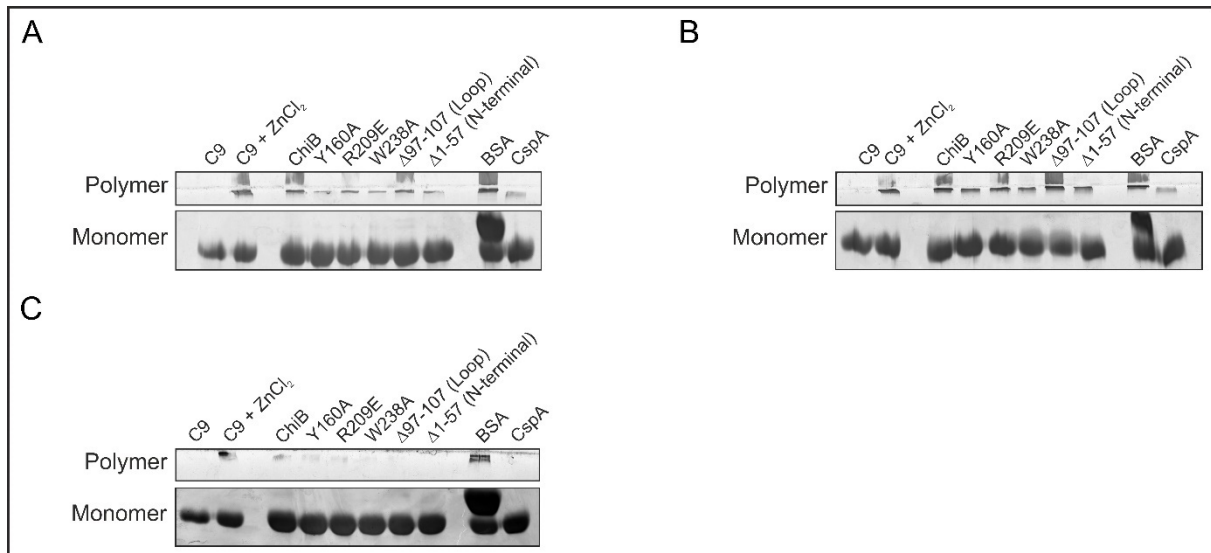 A
C9
C9 + ZnCl₂
ChiB
Y160A
R209E
W238A
Δ97-107 (Loop)
Δ1-57 (N-terminal)
BSA
CspA
Polymer
Monomer
B
C9
C9 + ZnCl₂
ChiB
Y160A
R209E
W238A
Δ97-107 (Loop)
Δ1-57 (N-terminal)
BSA
CspA
Polymer
Monomer
C
C9
C9 + ZnCl₂
ChiB
Y160A
R209E
W238A
Δ97-107 (Loop)
Δ1-57 (N-terminal)
BSA
CspA
Polymer
Monomer